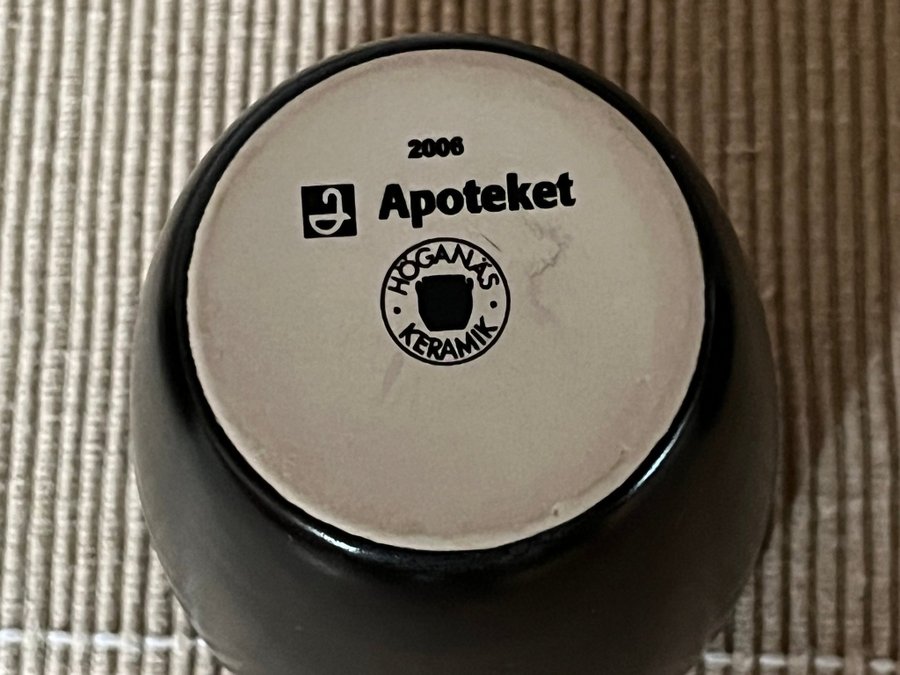 2006
Apoteket
HÖGANÄS
KERAMIK